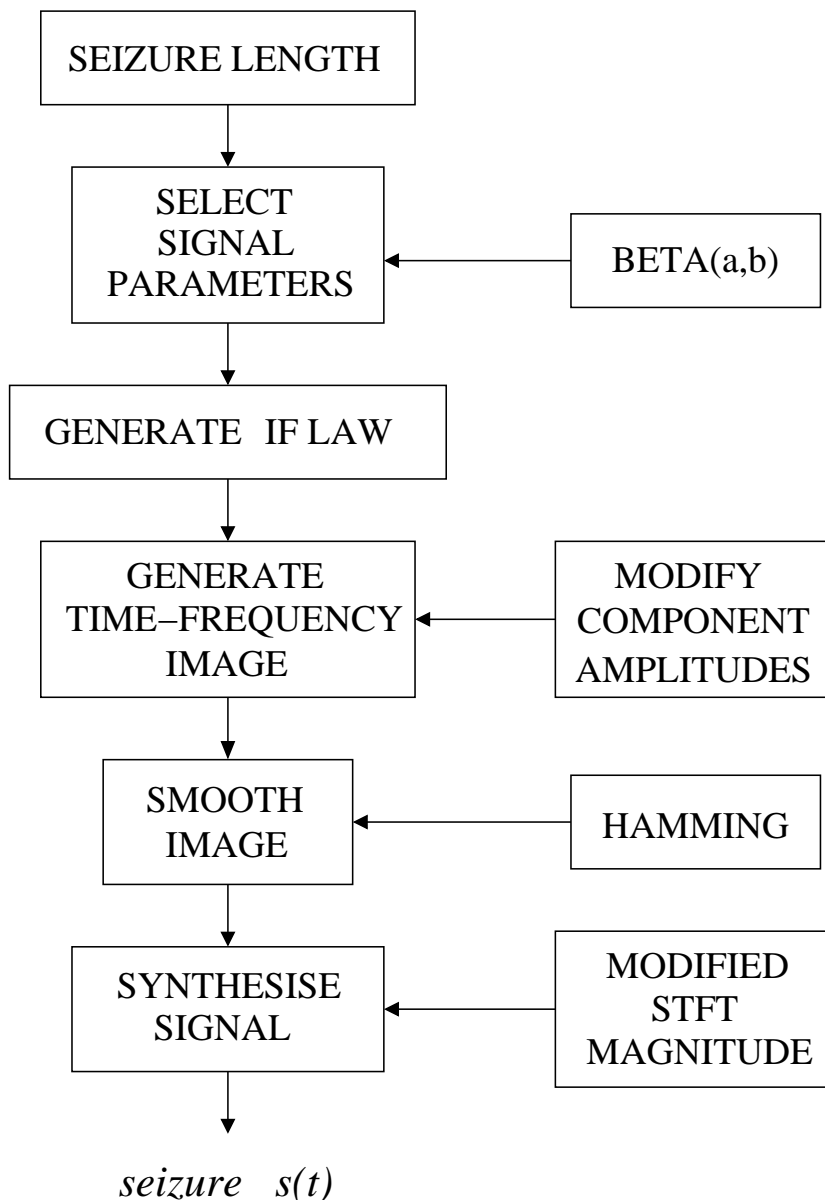 SEIZURE LENGTH
SELECT
SIGNAL
PARAMETERS
BETA(a,b)
GENERATE IF LAW
GENERATE
TIME−FREQUENCY
IMAGE
MODIFY
COMPONENT
AMPLITUDES
SMOOTH
IMAGE
HAMMING
SYNTHESISE
SIGNAL
MODIFIED
STFT
MAGNITUDE
seizure s(t)